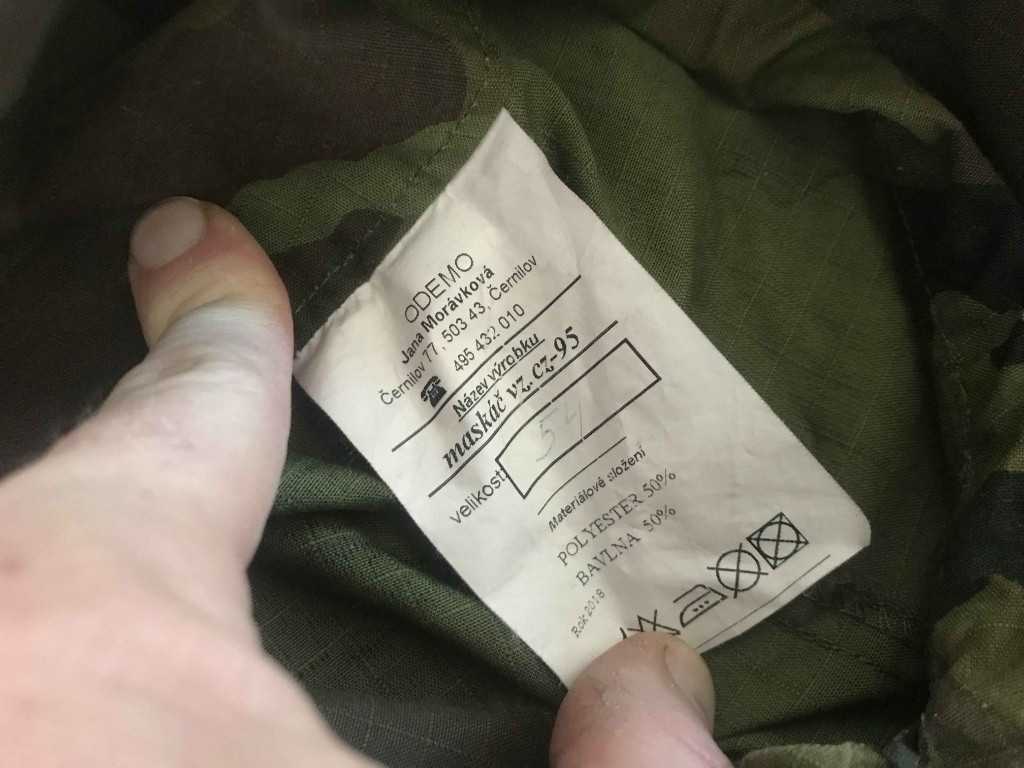 ODEMO
Jana Morávková
Černilov 77, 503 43, Černilov
☎ 495 432 010
Název výrobku
maskáč vz. cz-95
velikost 54
Materiálové složení
POLYESTER 50%
BAVLNA 50%
Rok 2018